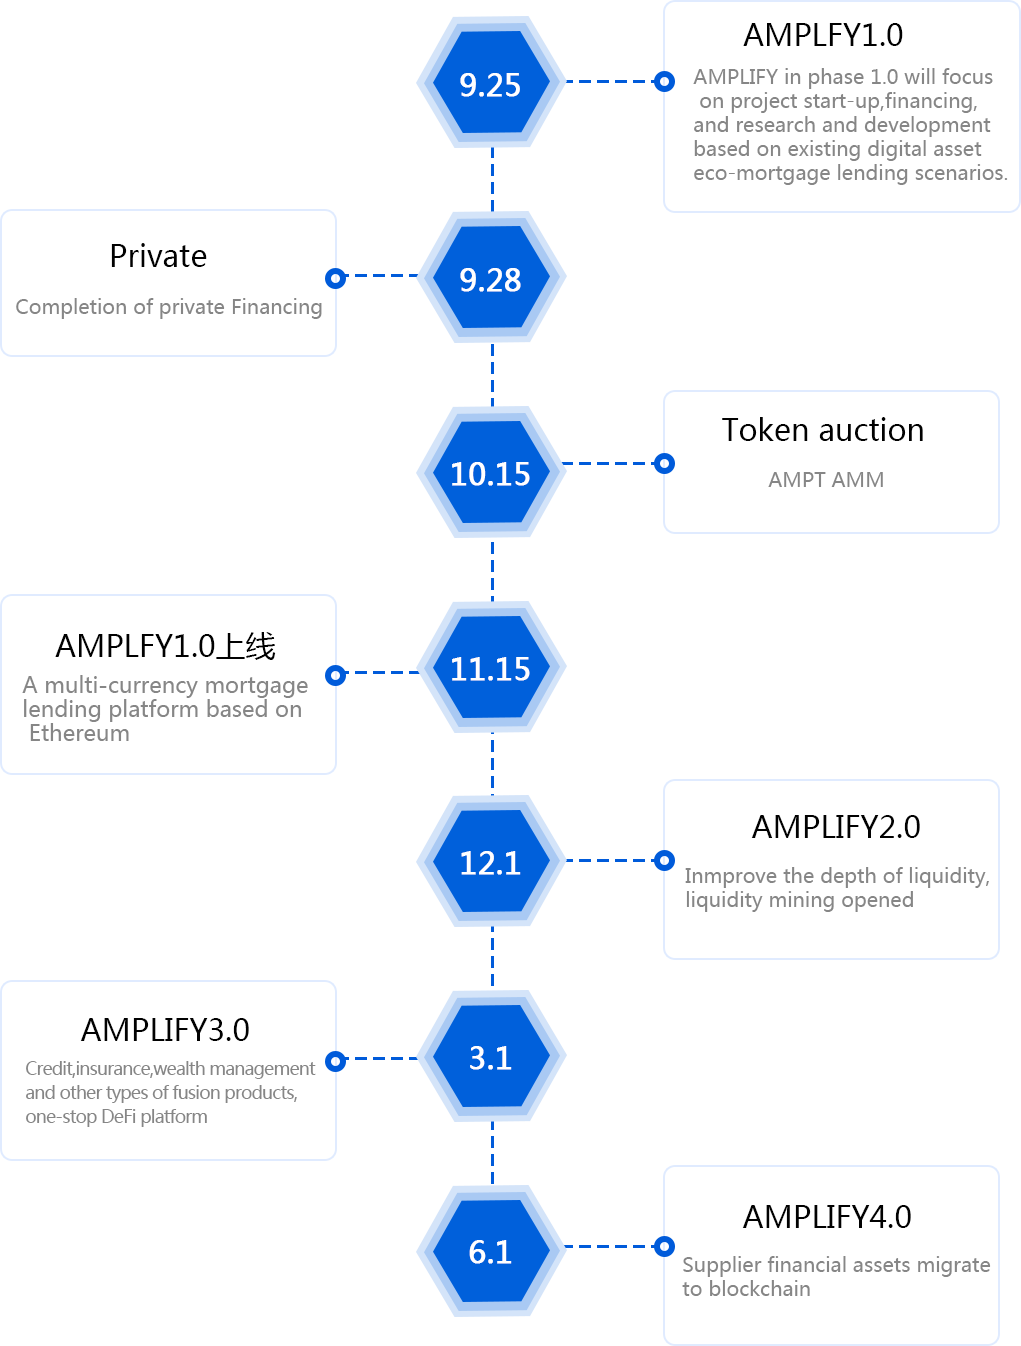 9.25
AMPLFY1.0
AMPLIFY in phase 1.0 will focus
on project start-up,financing,
and research and development
based on existing digital asset
eco-mortgage lending scenarios.
Private
Completion of private Financing
9.28
10.15
Token auction
AMPT AMM
AMPLFY1.0上线
A multi-currency mortgage
lending platform based on
Ethereum
11.15
12.1
AMPLIFY2.0
Inmprove the depth of liquidity,
liquidity mining opened
AMPLIFY3.0
Credit,insurance,wealth management
and other types of fusion products,
one-stop DeFi platform
3.1
6.1
AMPLIFY4.0
Supplier financial assets migrate
to blockchain